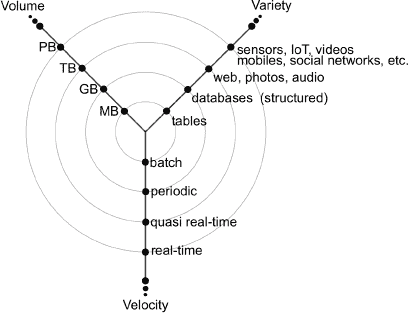 Volume
Variety
PB
sensors, IoT, videos
mobiles, social networks, etc.
TB
web, photos, audio
GB
databases (structured)
MB
tables
batch
periodic
quasi real-time
real-time
Velocity